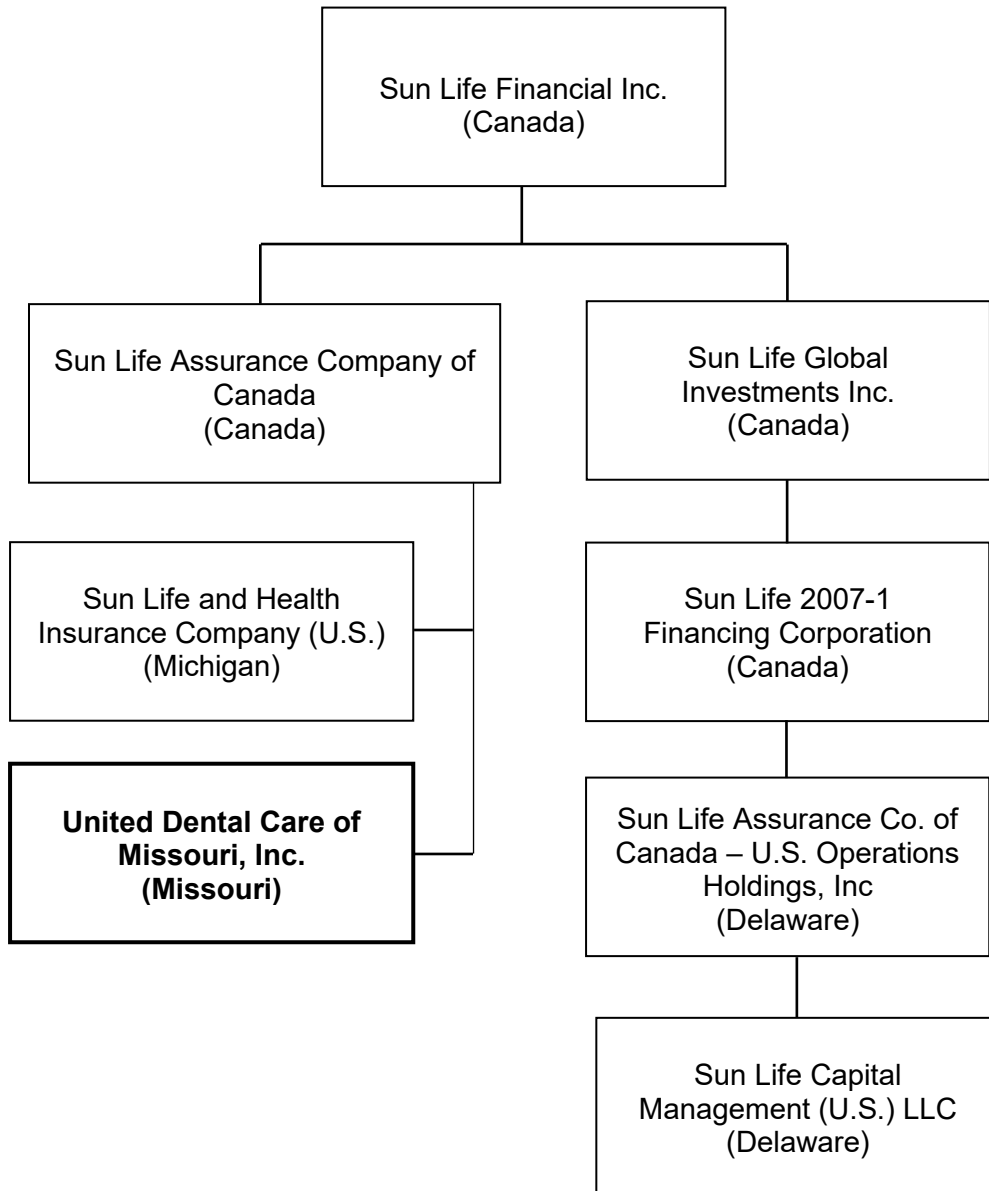 Sun Life Financial Inc.
(Canada)
Sun Life Assurance Company of
Canada
(Canada)
Sun Life Global
Investments Inc.
(Canada)
Sun Life and Health
Insurance Company (U.S.)
(Michigan)
Sun Life 2007-1
Financing Corporation
(Canada)
United Dental Care of
Missouri, Inc.
(Missouri)
Sun Life Assurance Co. of
Canada – U.S. Operations
Holdings, Inc
(Delaware)
Sun Life Capital
Management (U.S.) LLC
(Delaware)